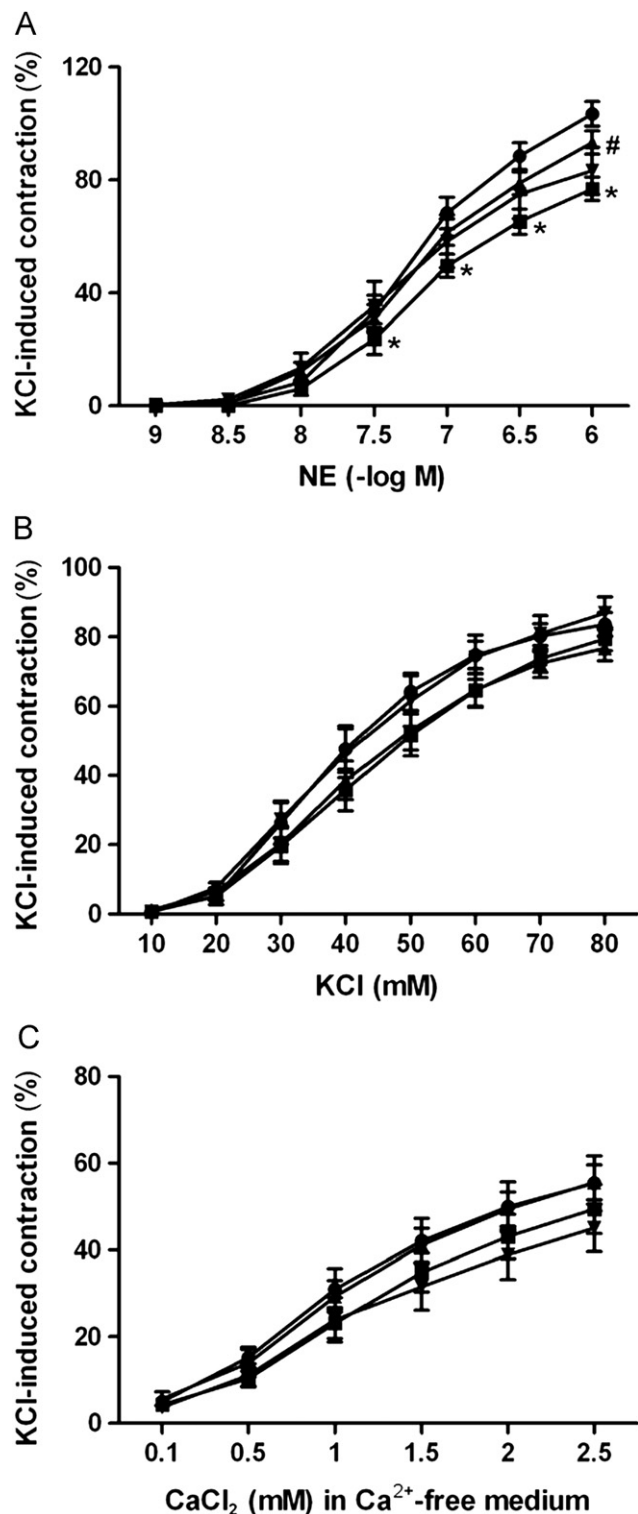 A
KCl-induced contraction (%)
120
80
40
0
9 8.5 8 7.5 7 6.5 6
NE (-log M)
#
*
*
*
*
B
KCl-induced contraction (%)
100
80
60
40
20
0
10 20 30 40 50 60 70 80
KCl (mM)
C
KCl-induced contraction (%)
80
60
40
20
0
0.1 0.5 1 1.5 2 2.5
CaCl₂ (mM) in Ca²⁺-free medium